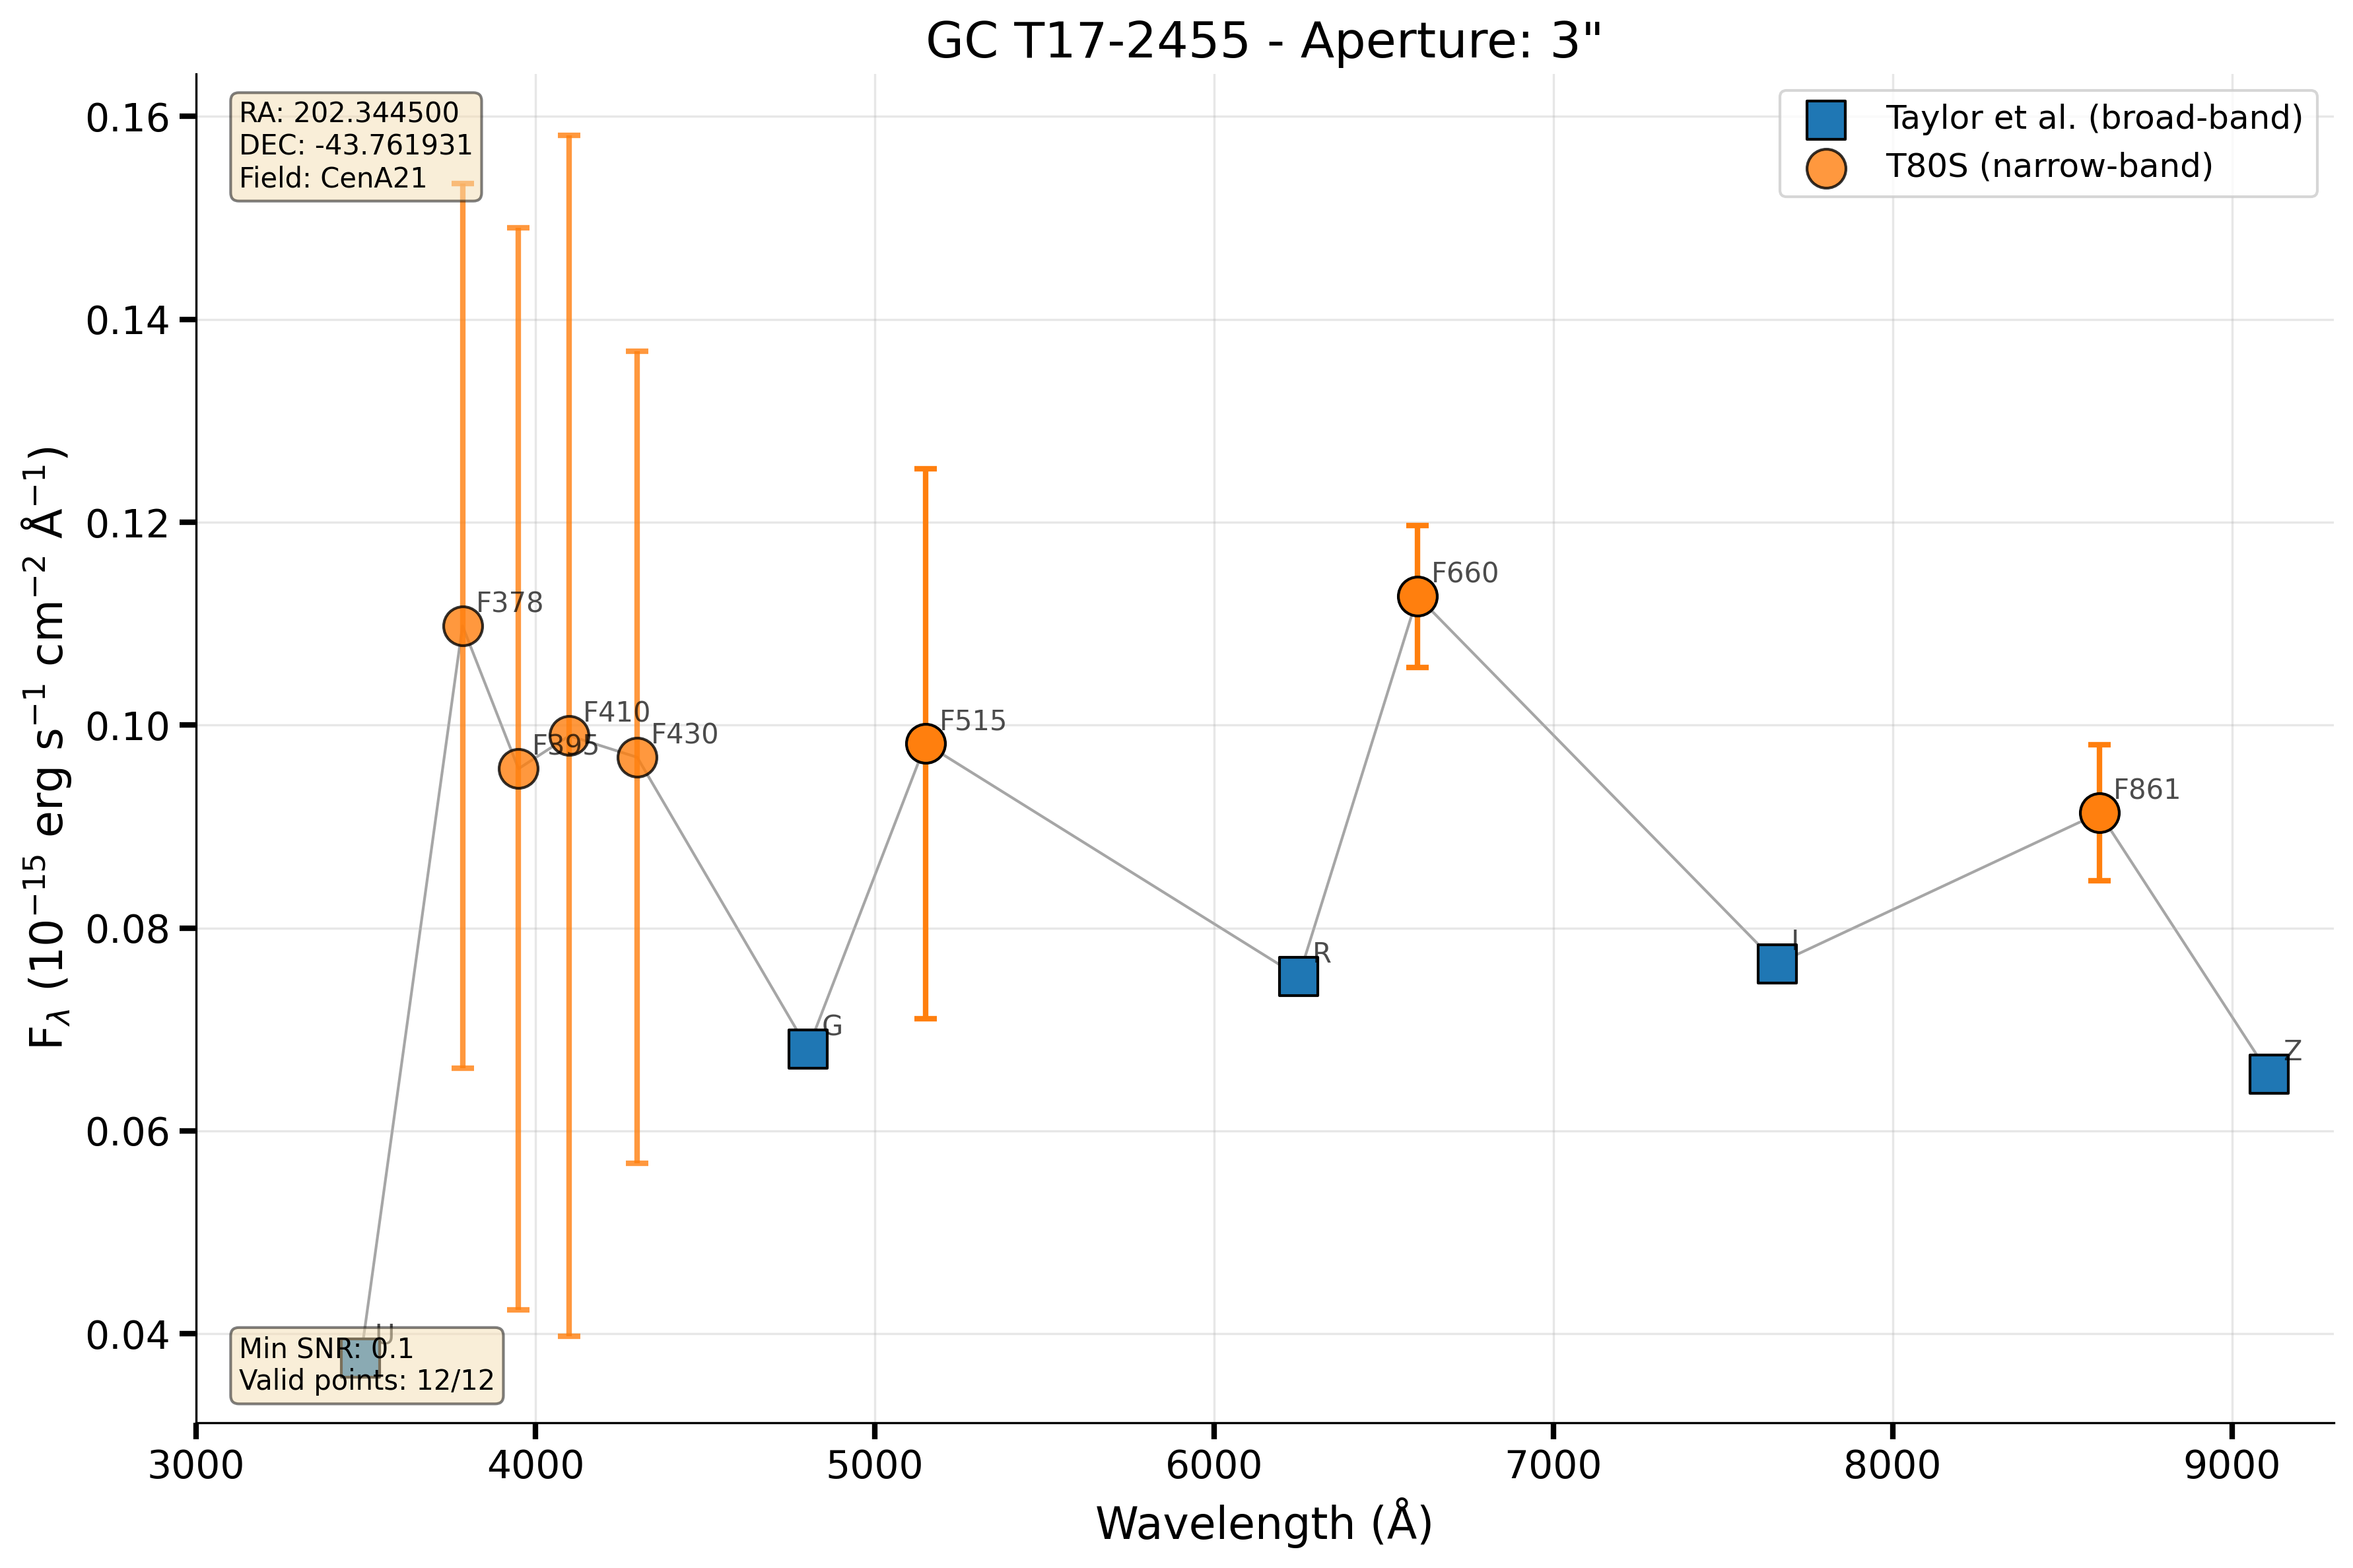 GC T17-2455 - Aperture: 3"
RA: 202.344500
DEC: -43.761931
Field: CenA21
Taylor et al. (broad-band)
T80S (narrow-band)
0.16
0.14
0.12
0.10
0.08
0.06
0.04
F_λ (10⁻¹⁵ erg s⁻¹ cm⁻² Å⁻¹)
F378
F395
F410
F430
F515
F660
F861
U
G
R
I
Z
Min SNR: 0.1
Valid points: 12/12
3000 4000 5000 6000 7000 8000 9000
Wavelength (Å)